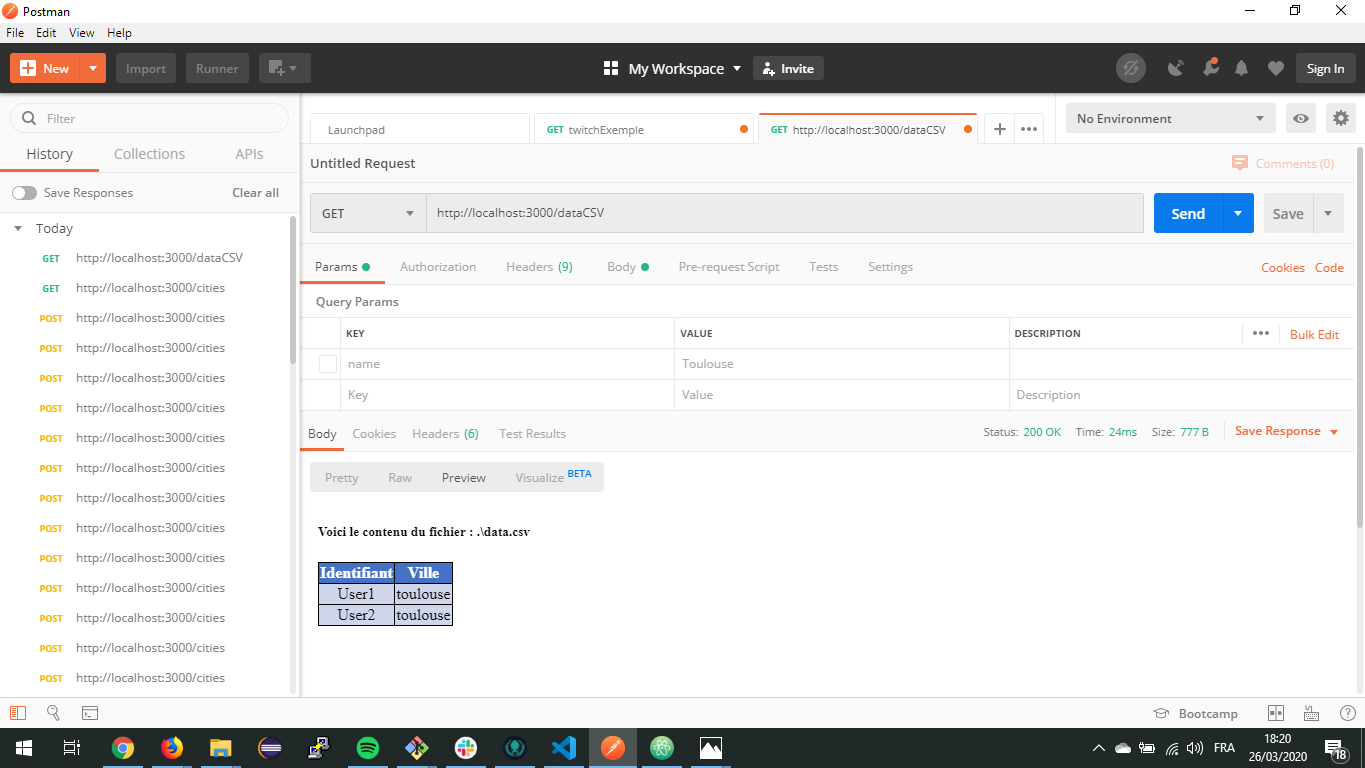 Postman
File Edit View Help
New Import Runner My Workspace Invite Sign In
Filter
History Collections APIs
Save Responses Clear all
Today
GET http://localhost:3000/dataCSV
GET http://localhost:3000/cities
POST http://localhost:3000/cities
POST http://localhost:3000/cities
POST http://localhost:3000/cities
POST http://localhost:3000/cities
POST http://localhost:3000/cities
POST http://localhost:3000/cities
POST http://localhost:3000/cities
POST http://localhost:3000/cities
POST http://localhost:3000/cities
POST http://localhost:3000/cities
POST http://localhost:3000/cities
POST http://localhost:3000/cities
POST http://localhost:3000/cities
Launchpad GET twitchExemple GET http://localhost:3000/dataCSV No Environment
Untitled Request Comments (0)
GET http://localhost:3000/dataCSV Send Save
Params Authorization Headers (9) Body Pre-request Script Tests Settings Cookies Code
Query Params
KEY VALUE DESCRIPTION Bulk Edit
name Toulouse
Key Value Description
Body Cookies Headers (6) Test Results Status: 200 OK Time: 24ms Size: 777 B Save Response
Pretty Raw Preview Visualize BETA
Voici le contenu du fichier : .\data.csv
Identifiant Ville
User1 toulouse
User2 toulouse
Bootcamp
FRA 18:20
26/03/2020 18